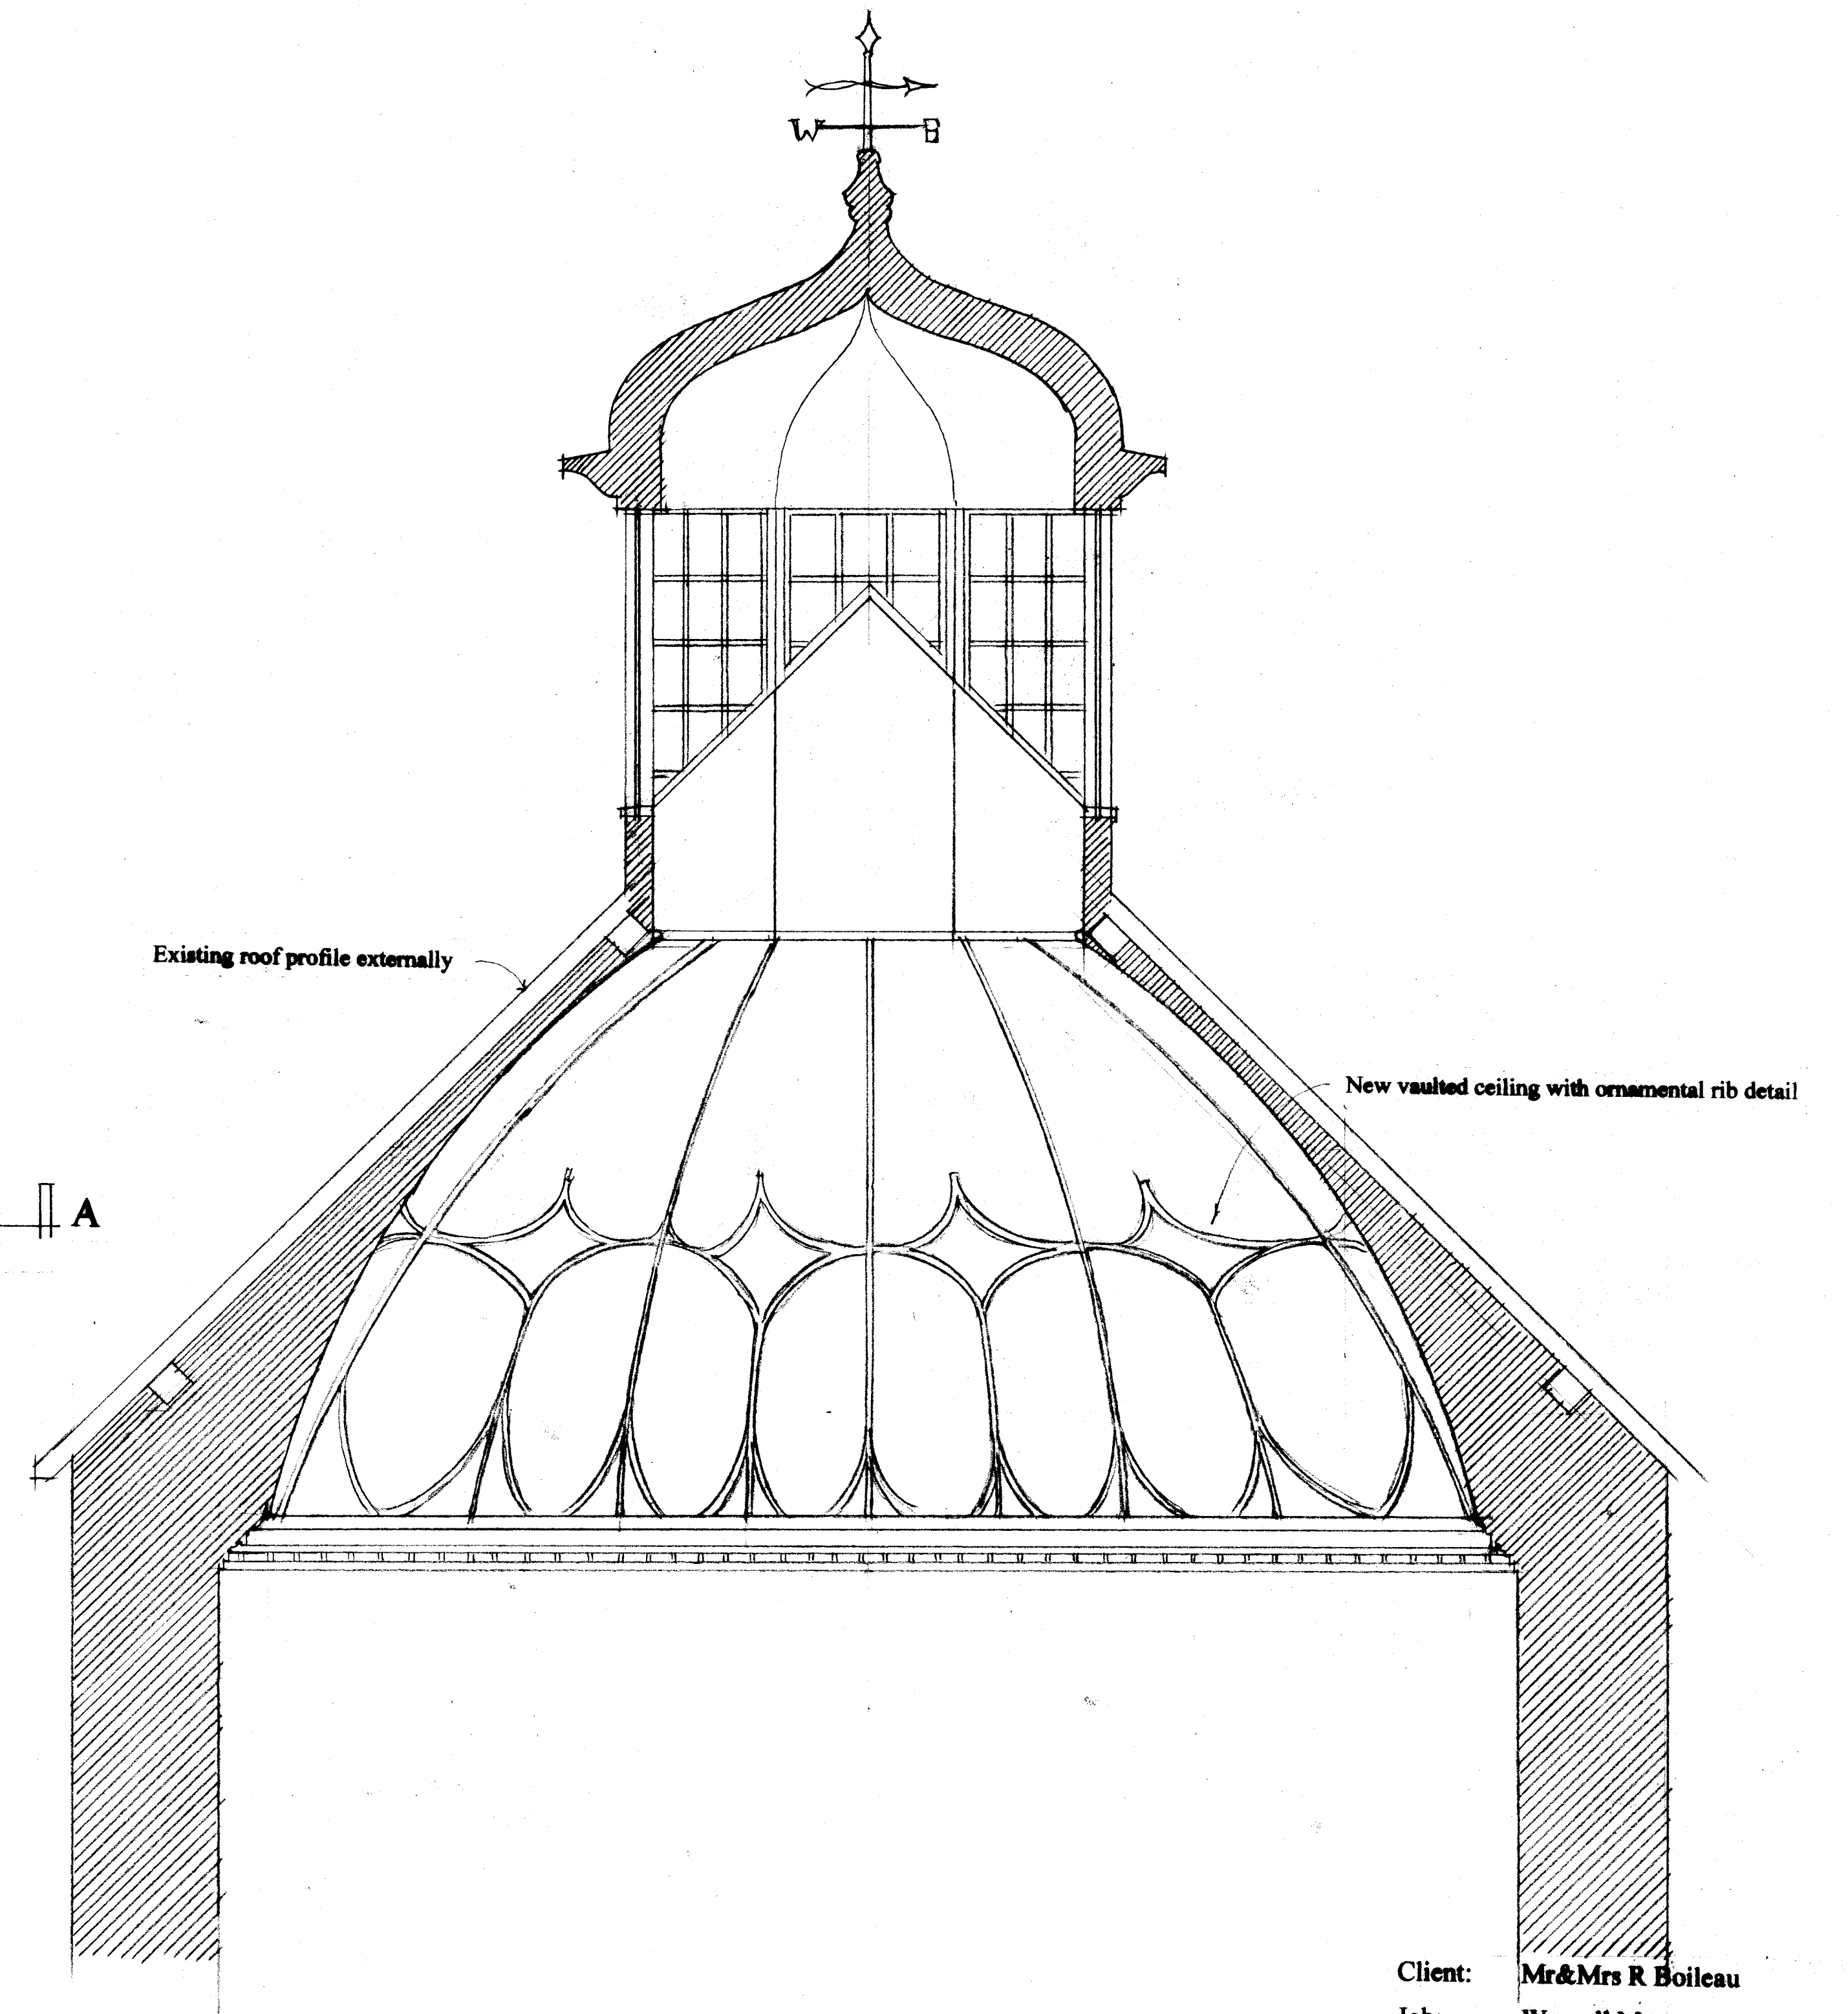 W E
Existing roof profile externally
New vaulted ceiling with ornamental rib detail
A
Client: Mr&Mrs R Boileau